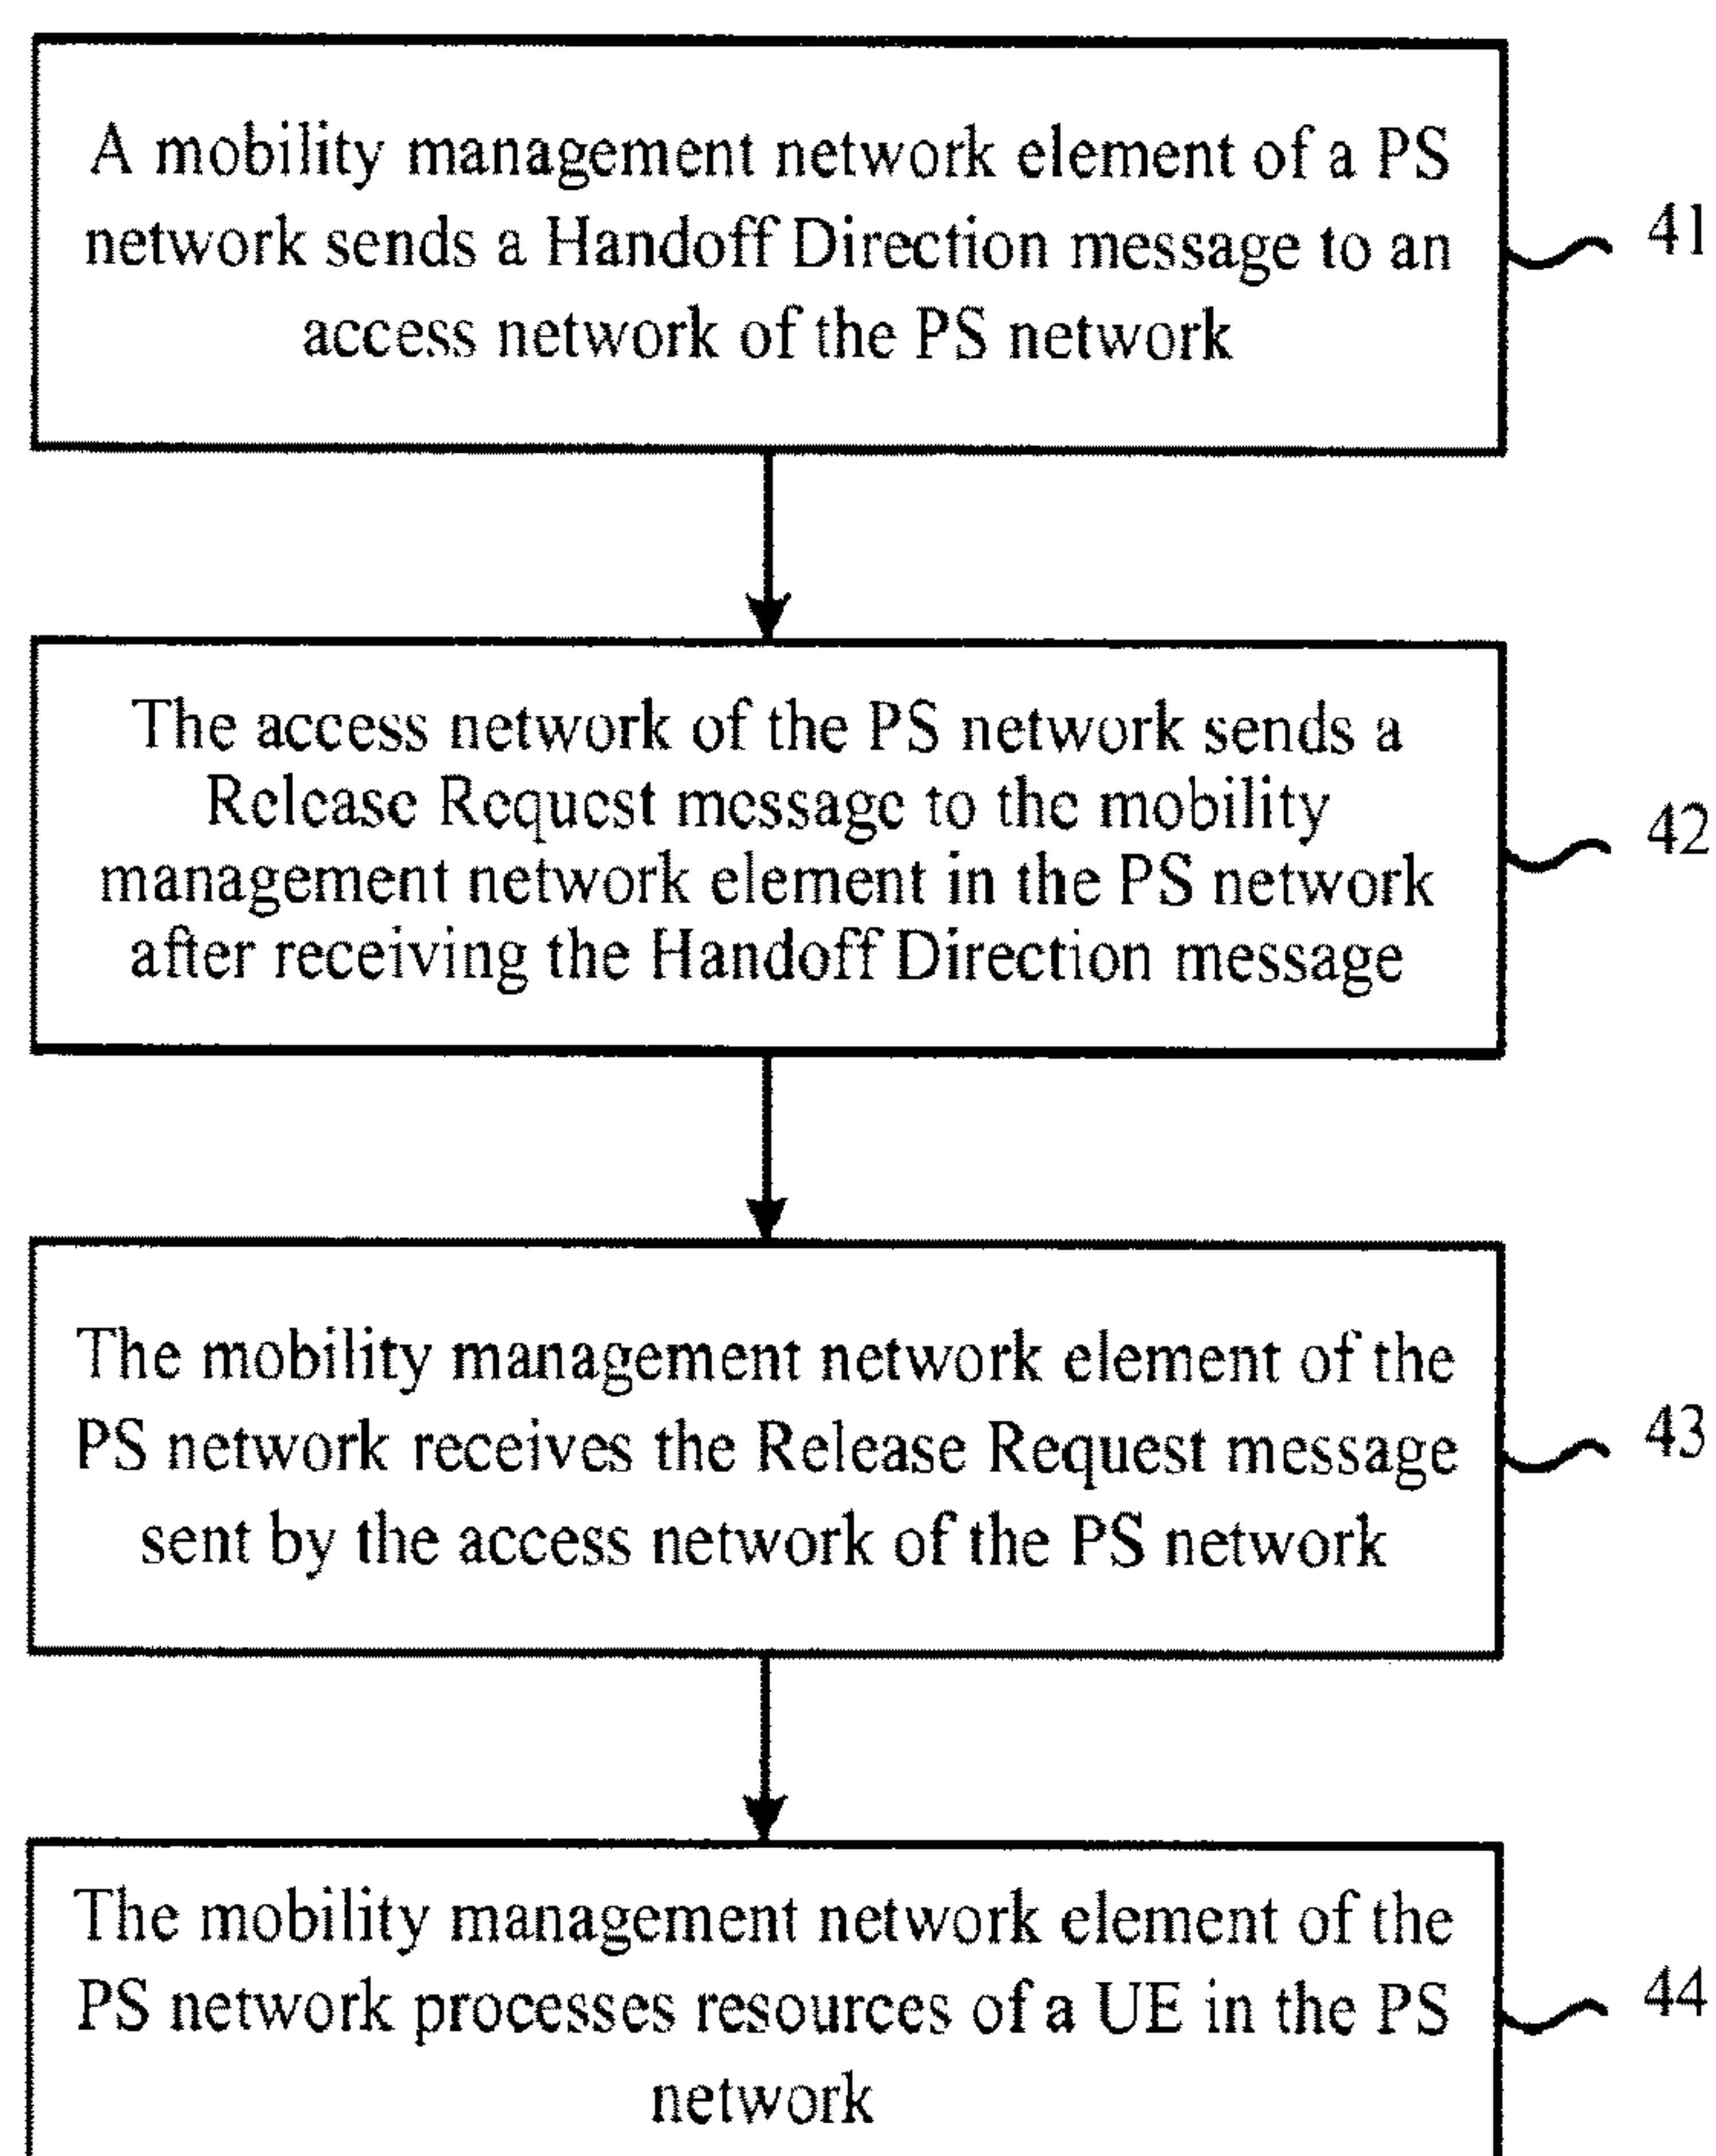 A mobility management network element of a PS
network sends a Handoff Direction message to an
access network of the PS network
41
The access network of the PS network sends a
Release Request message to the mobility
management network element in the PS network
after receiving the Handoff Direction message
42
The mobility management network element of the
PS network receives the Release Request message
sent by the access network of the PS network
43
The mobility management network element of the
PS network processes resources of a UE in the PS
network
44